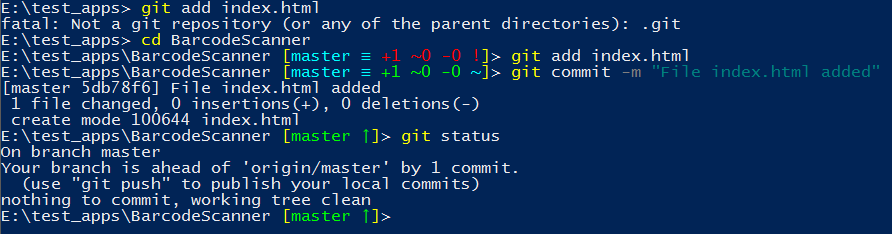 E:\test_apps> git add index.html
fatal: Not a git repository (or any of the parent directories): .git
E:\test_apps> cd BarcodeScanner
E:\test_apps\BarcodeScanner [master ≡ +1 ~0 -0 !]> git add index.html
E:\test_apps\BarcodeScanner [master ≡ +1 ~0 -0 ~]> git commit -m "File index.html added"
[master 5db78f6] File index.html added
 1 file changed, 0 insertions(+), 0 deletions(-)
 create mode 100644 index.html
E:\test_apps\BarcodeScanner [master ↑]> git status
On branch master
Your branch is ahead of 'origin/master' by 1 commit.
  (use "git push" to publish your local commits)
nothing to commit, working tree clean
E:\test_apps\BarcodeScanner [master ↑]>